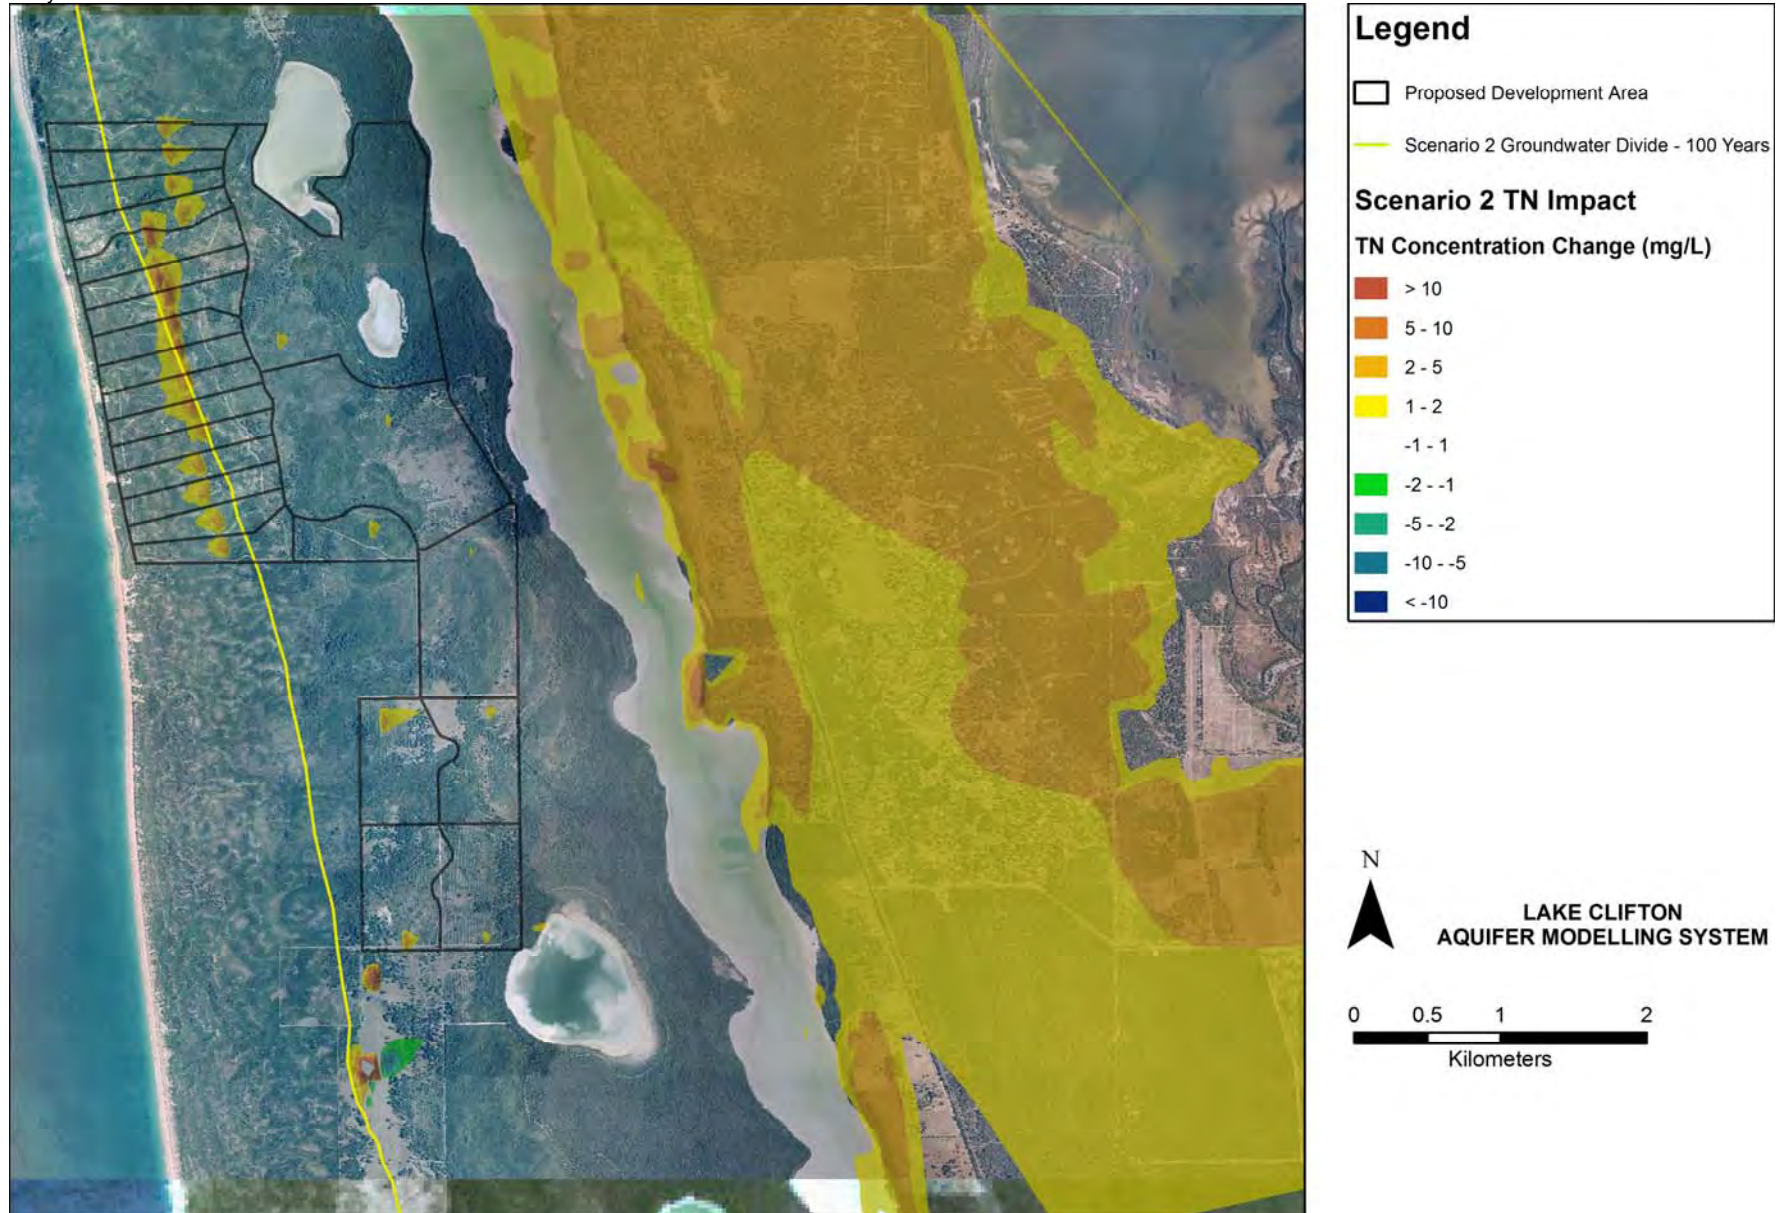 Legend
Proposed Development Area
Scenario 2 Groundwater Divide - 100 Years
Scenario 2 TN Impact
TN Concentration Change (mg/L)
> 10
5 - 10
2 - 5
1 - 2
-1 - 1
-2 - -1
-5 - -2
-10 - -5
< -10
N
LAKE CLIFTON
AQUIFER MODELLING SYSTEM
0 0.5 1 2
Kilometers